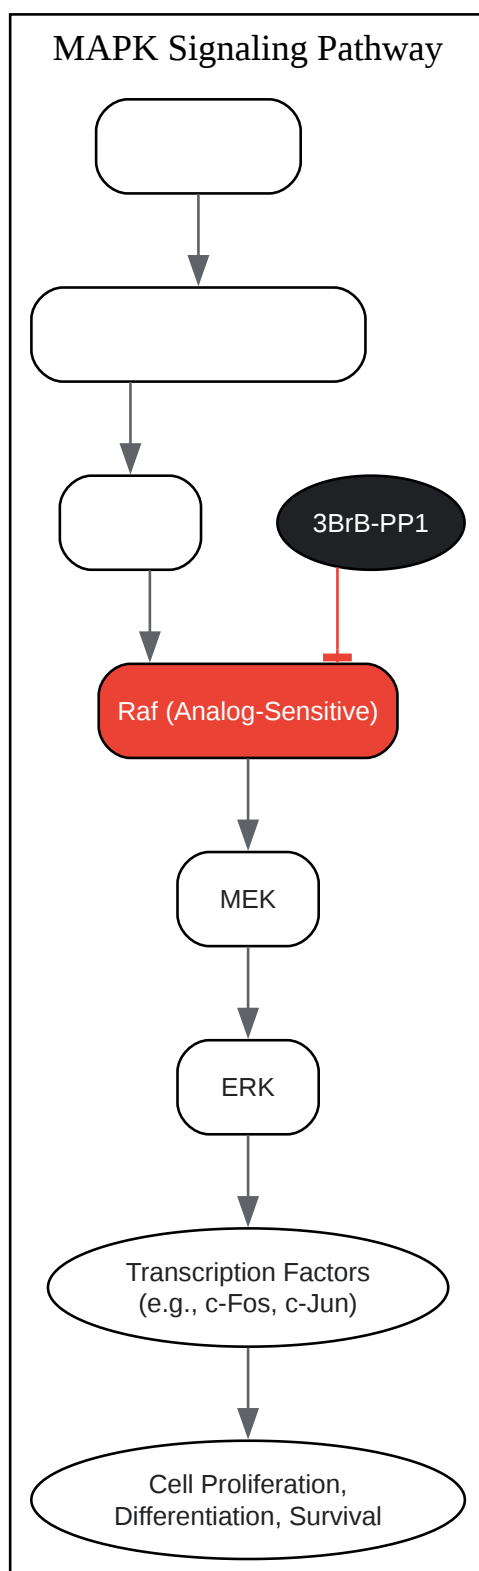 MAPK Signaling Pathway
3BrB-PP1
Raf (Analog-Sensitive)
MEK
ERK
Transcription Factors
(e.g., c-Fos, c-Jun)
Cell Proliferation,
Differentiation, Survival